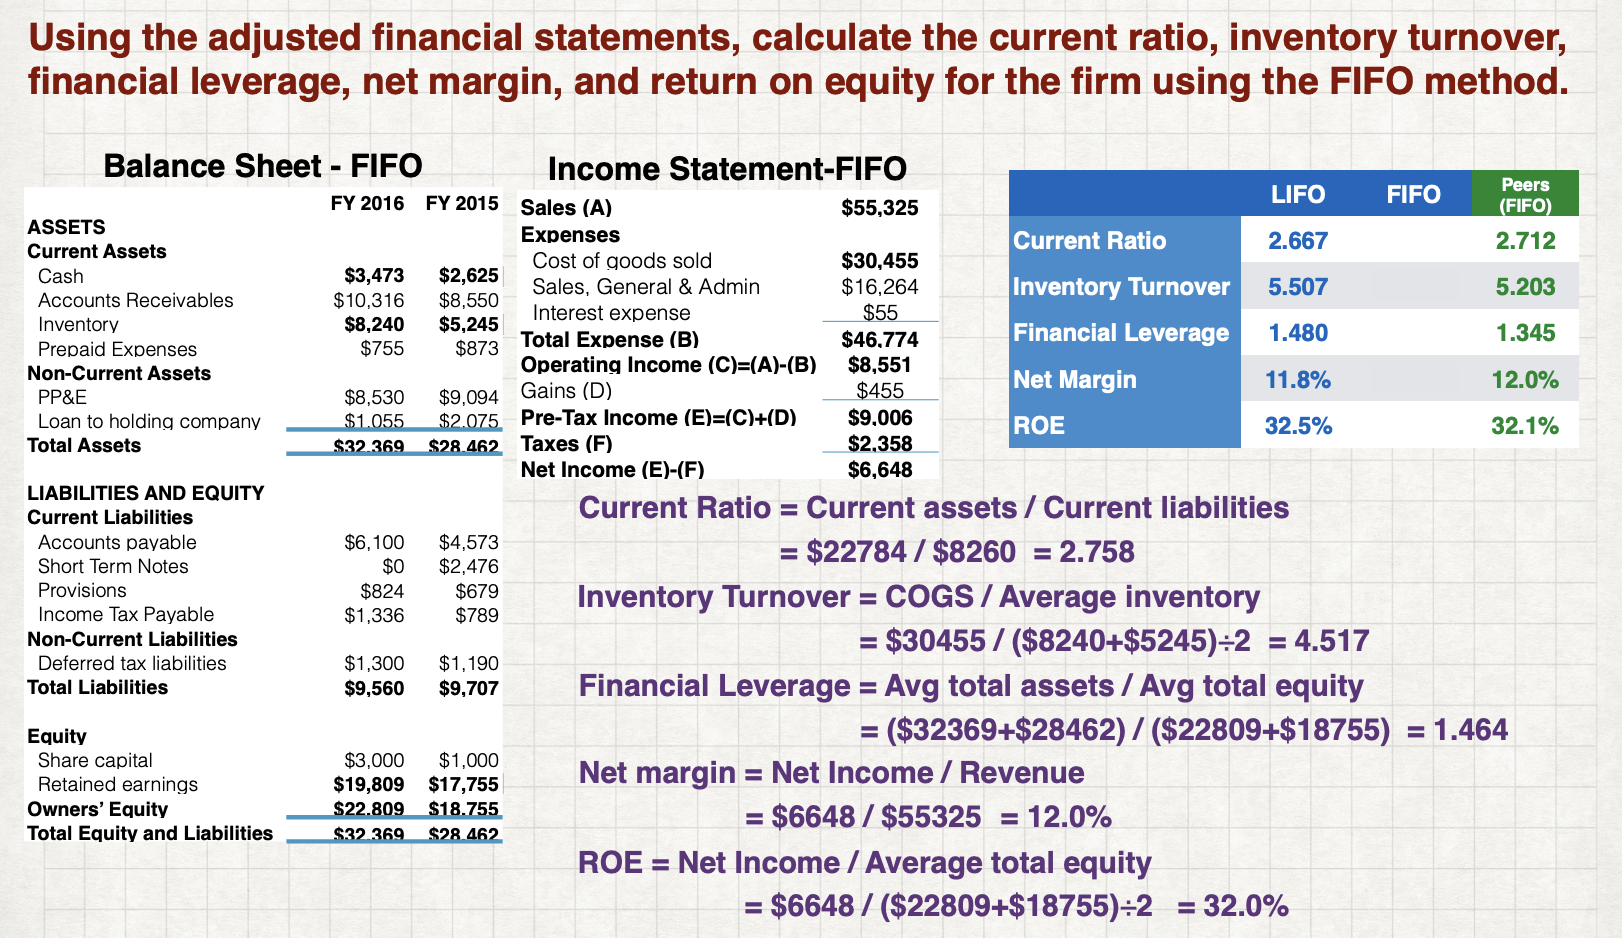 Using the adjusted financial statements, calculate the current ratio, inventory turnover,
financial leverage, net margin, and return on equity for the firm using the FIFO method.
Balance Sheet - FIFO
FY 2016 FY 2015
ASSETS
Current Assets
Cash $3,473 $2,625
Accounts Receivables $10,316 $8,550
Inventory $8,240 $5,245
Prepaid Expenses $755 $873
Non-Current Assets
PP&E $8,530 $9,094
Loan to holding company $1,055 $2,075
Total Assets $32,369 $28,462
LIABILITIES AND EQUITY
Current Liabilities
Accounts payable $6,100 $4,573
Short Term Notes $0 $2,476
Provisions $824 $679
Income Tax Payable $1,336 $789
Non-Current Liabilities
Deferred tax liabilities $1,300 $1,190
Total Liabilities $9,560 $9,707
Equity
Share capital $3,000 $1,000
Retained earnings $19,809 $17,755
Owners' Equity $22,809 $18,755
Total Equity and Liabilities $32,369 $28,462
Income Statement-FIFO
Sales (A) $55,325
Expenses
Cost of goods sold $30,455
Sales, General & Admin $16,264
Interest expense $55
Total Expense (B) $46,774
Operating Income (C)=(A)-(B) $8,551
Gains (D) $455
Pre-Tax Income (E)=(C)+(D) $9,006
Taxes (F) $2,358
Net Income (E)-(F) $6,648
LIFO FIFO Peers (FIFO)
Current Ratio 2.667 2.712
Inventory Turnover 5.507 5.203
Financial Leverage 1.480 1.345
Net Margin 11.8% 12.0%
ROE 32.5% 32.1%
Current Ratio = Current assets / Current liabilities
= $22784 / $8260 = 2.758
Inventory Turnover = COGS / Average inventory
= $30455 / ($8240+$5245)÷2 = 4.517
Financial Leverage = Avg total assets / Avg total equity
= ($32369+$28462) / ($22809+$18755) = 1.464
Net margin = Net Income / Revenue
= $6648 / $55325 = 12.0%
ROE = Net Income / Average total equity
= $6648 / ($22809+$18755)÷2 = 32.0%